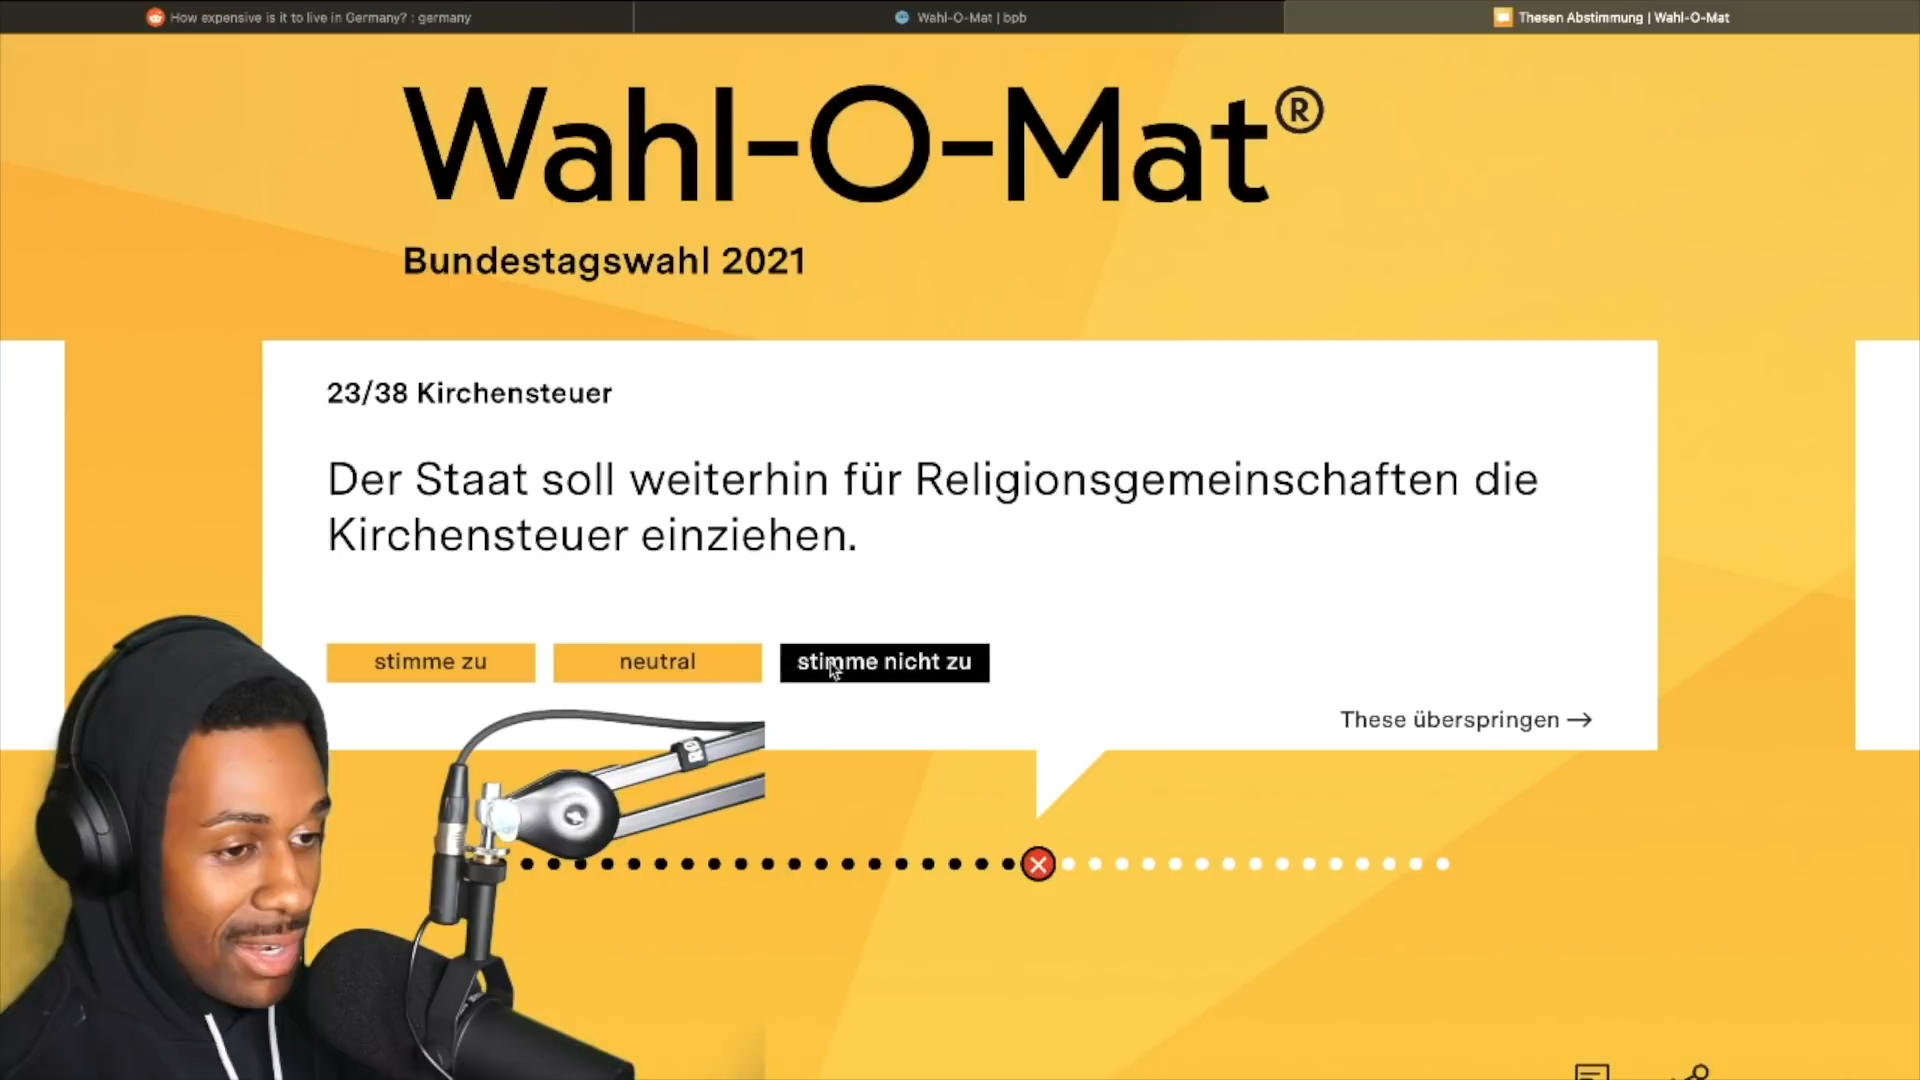 How expensive is it to live in Germany? : germany
Wahl-O-Mat | bpb
Thesen Abstimmung | Wahl-O-Mat
Wahl-O-Mat®
Bundestagswahl 2021
23/38 Kirchensteuer
Der Staat soll weiterhin für Religionsgemeinschaften die
Kirchensteuer einziehen.
stimme zu
neutral
stimme nicht zu
These überspringen →